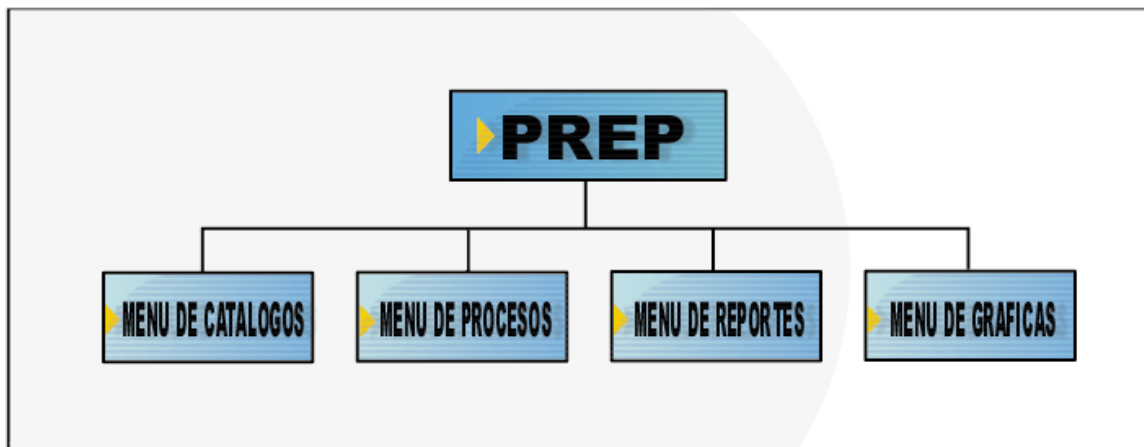 PREP
MENU DE CATALOGOS
MENU DE PROCESOS
MENU DE REPORTES
MENU DE GRAFICAS